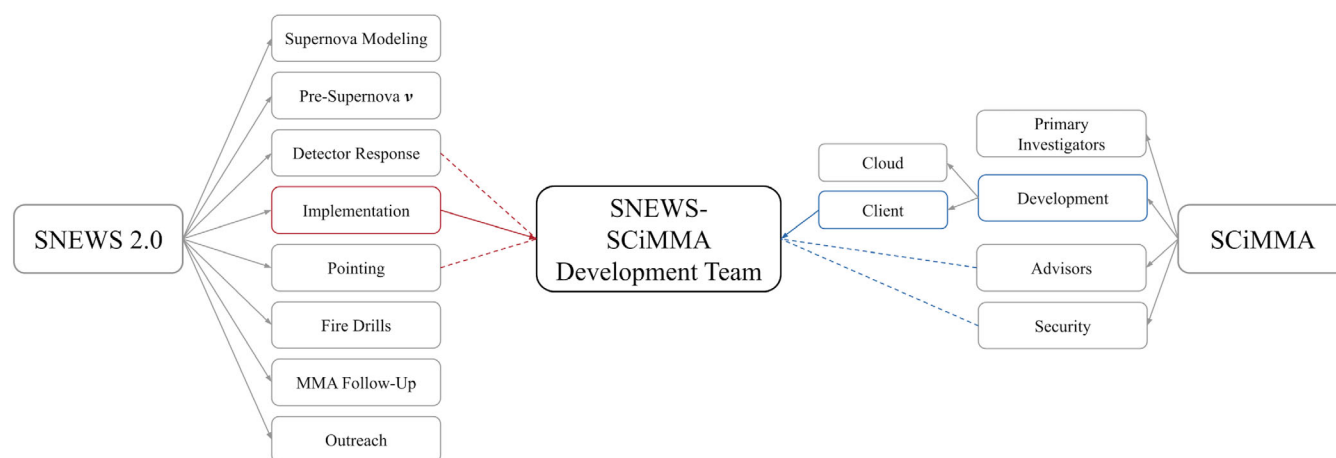 SNEWS 2.0
Supernova Modeling
Pre-Supernova ν
Detector Response
Implementation
Pointing
Fire Drills
MMA Follow-Up
Outreach
SNEWS-
SCiMMA
Development Team
Cloud
Client
Primary
Investigators
Development
Advisors
Security
SCiMMA